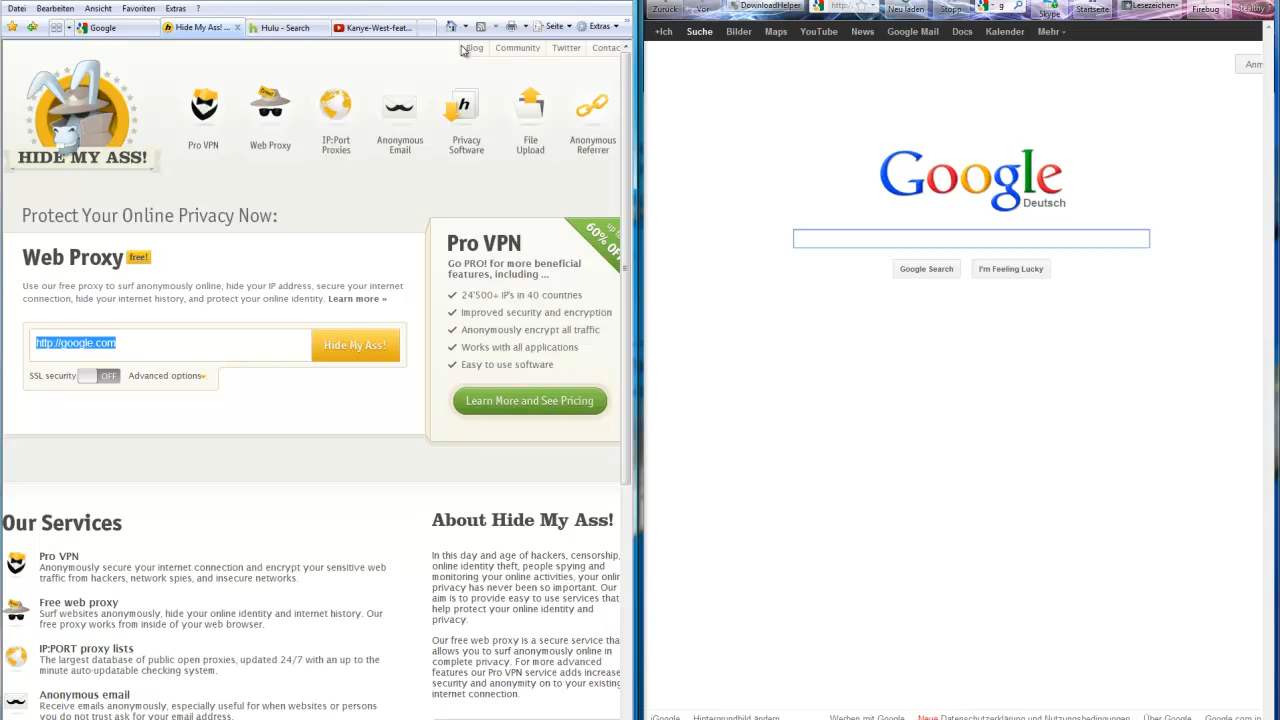 Datei Bearbeiten Ansicht Favoriten Extras ?
Google
Hide My Ass!...
Hulu - Search
Kanye-West-feat...
Seite
Extras
Blog
Community
Twitter
Contac
HIDE MY ASS!
Pro VPN
Free!
Web Proxy
IP:Port
Proxies
Anonymous
Email
h
Privacy
Software
File
Upload
Anonymous
Referrer
Protect Your Online Privacy Now:
Web Proxy free!
Use our free proxy to surf anonymously online, hide your IP address, secure your internet
connection, hide your internet history, and protect your online identity. Learn more »
http://google.com
Hide My Ass!
SSL security OFF Advanced options
up to
60% OFF
Pro VPN
Go PRO! for more beneficial
features, including ...
24'500+ IP's in 40 countries
Improved security and encryption
Anonymously encrypt all traffic
Works with all applications
Easy to use software
Learn More and See Pricing
Our Services
Pro VPN
Anonymously secure your internet connection and encrypt your sensitive web
traffic from hackers, network spies, and insecure networks.
Free web proxy
Surf websites anonymously, hide your online identity and internet history. Our
free proxy works from inside of your web browser.
IP:PORT proxy lists
The largest database of public open proxies, updated 24/7 with an up to the
minute auto-updatable checking system.
Anonymous email
Receive emails anonymously, especially useful for when websites or persons
you do not trust ask for your email address.
About Hide My Ass!
In this day and age of hackers, censorship,
online identity theft, people spying and
monitoring your online activities, your onlin
privacy has never been so important. Our
aim is to provide easy to use services that
help protect your online identity and
privacy.
Our free web proxy is a secure service tha
allows you to surf anonymously online in
complete privacy. For more advanced
features our Pro VPN service adds increase
security and anonymity on to your existing
internet connection.
Zurück
Vor
DownloadHelper
http:/
Neu laden
Stopp
g
Skype
Startseite
Lesezeichen
Firebug
Stealthy
+Ich Suche Bilder Maps YouTube News Google Mail Docs Kalender Mehr
Anm
Google
Deutsch
Google Search
I'm Feeling Lucky
iGoogle
Hintergrundbild ändern
Werben mit Google
Neue Datenschutzerklärung und Nutzungsbedingungen
Über Google
Google.com in